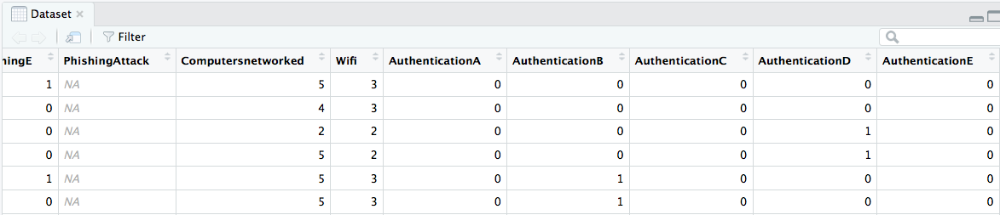 Dataset
Filter
hingE PhishingAttack Computersnetworked Wifi AuthenticationA AuthenticationB AuthenticationC AuthenticationD AuthenticationE
1 NA 5 3 0 0 0 0 0
0 NA 4 3 0 0 0 0 0
0 NA 2 2 0 0 0 1 0
0 NA 5 2 0 0 0 1 0
1 NA 5 3 0 1 0 0 0
0 NA 5 3 0 1 0 0 0